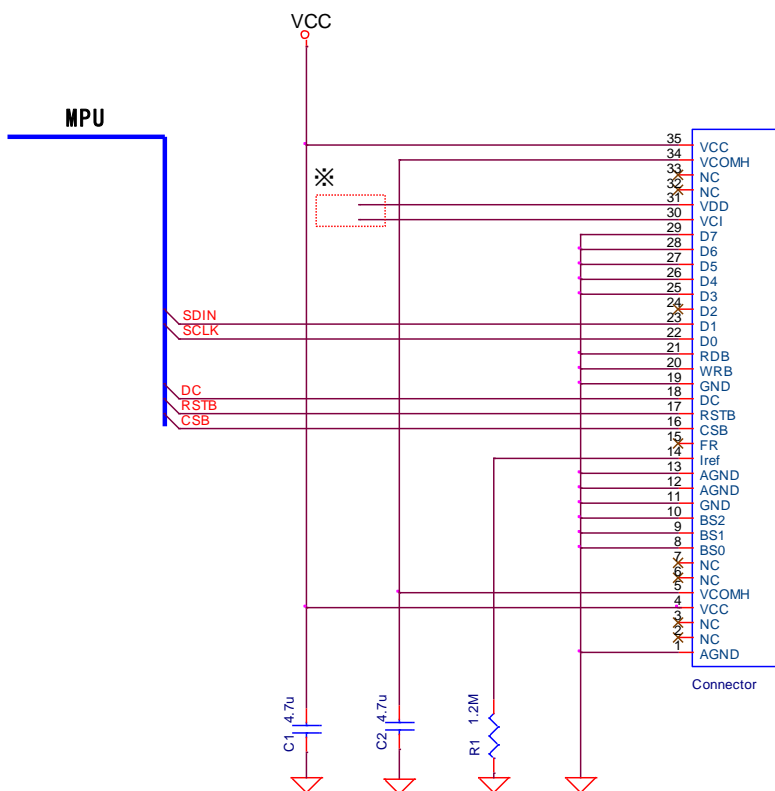 VCC
MPU
※
35 VCC
34 VCOMH
33 NC
32 NC
31 VDD
30 VCI
29 D7
28 D6
27 D5
26 D4
25 D3
24 D2
SDIN 23 D1
SCLK 22 D0
21 RDB
20 WRB
19 GND
DC 18 DC
RSTB 17 RSTB
CSB 16 CSB
15 FR
14 Iref
13 AGND
12 AGND
11 GND
10 BS2
9 BS1
8 BS0
7 NC
6 NC
5 VCOMH
4 VCC
3 NC
2 NC
1 AGND
Connector
C1 4.7u
C2 4.7u
R1 1.2M